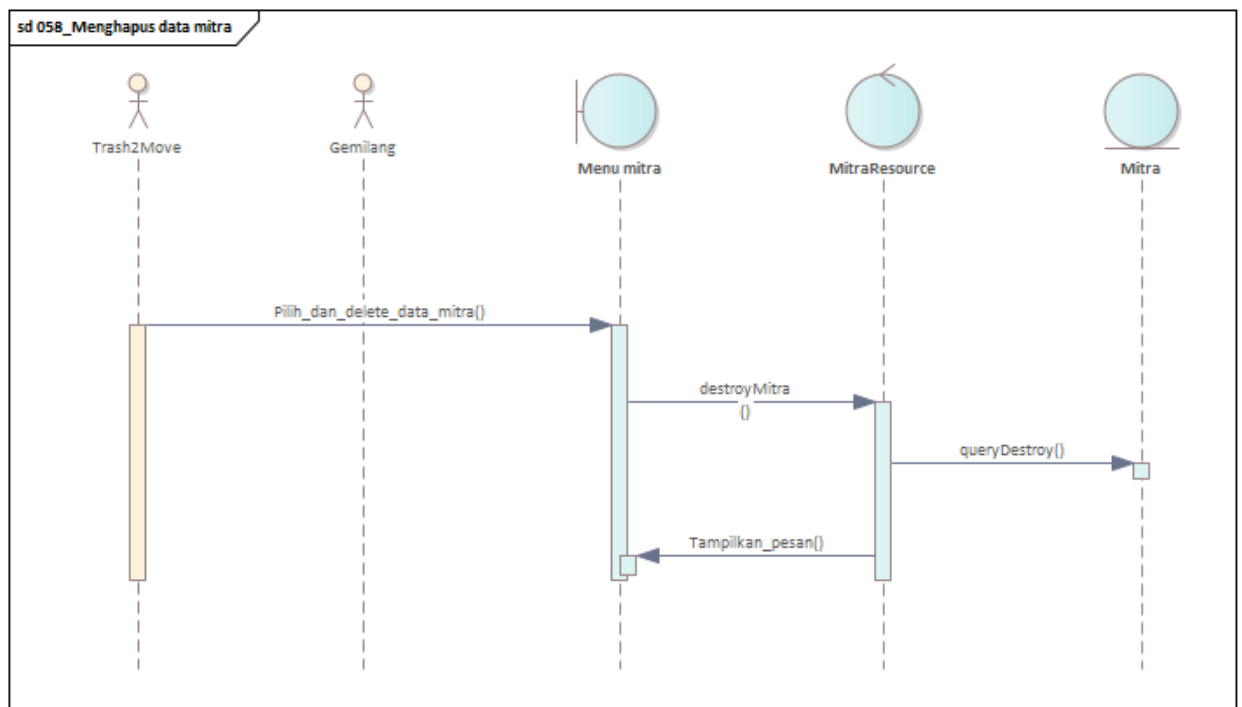 sd 058_Menghapus data mitra
Trash2Move
Gemilang
Menu mitra
MitraResource
Mitra
Pilih_dan_delete_data_mitra()
destroyMitra
()
queryDestroy()
Tampilkan_pesan()